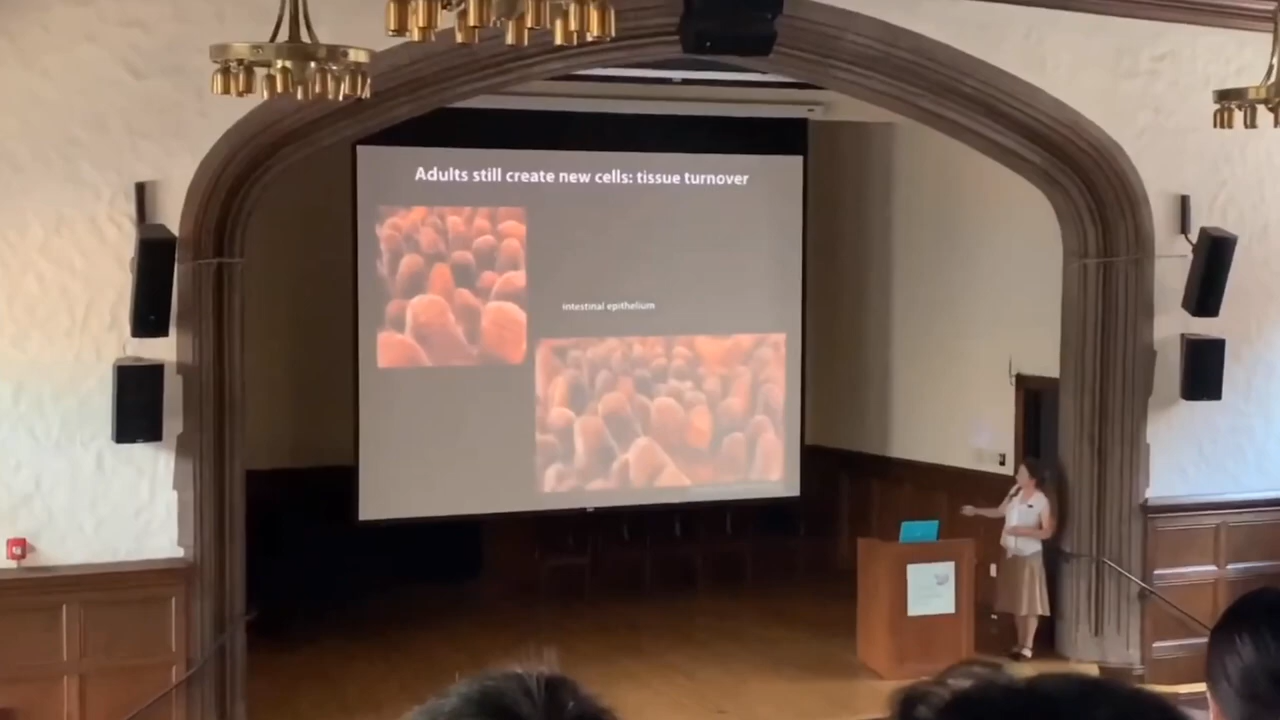 Adults still create new cells: tissue turnover
intestinal epithelium